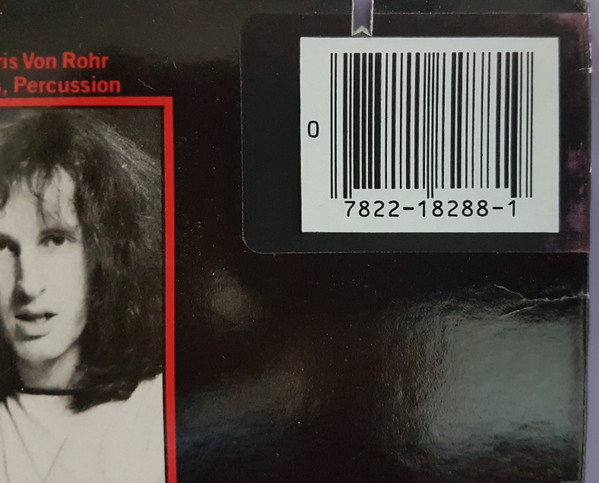 ris Von Rohr
s, Percussion
0
7822-18288-1